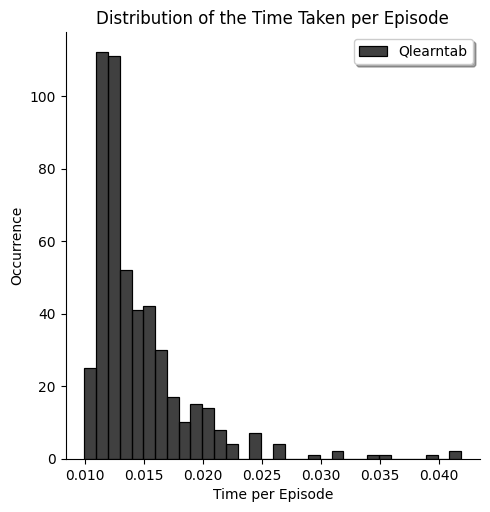 Distribution of the Time Taken per Episode
Qlearntab
Occurrence
100
80
60
40
20
0
0.010 0.015 0.020 0.025 0.030 0.035 0.040
Time per Episode